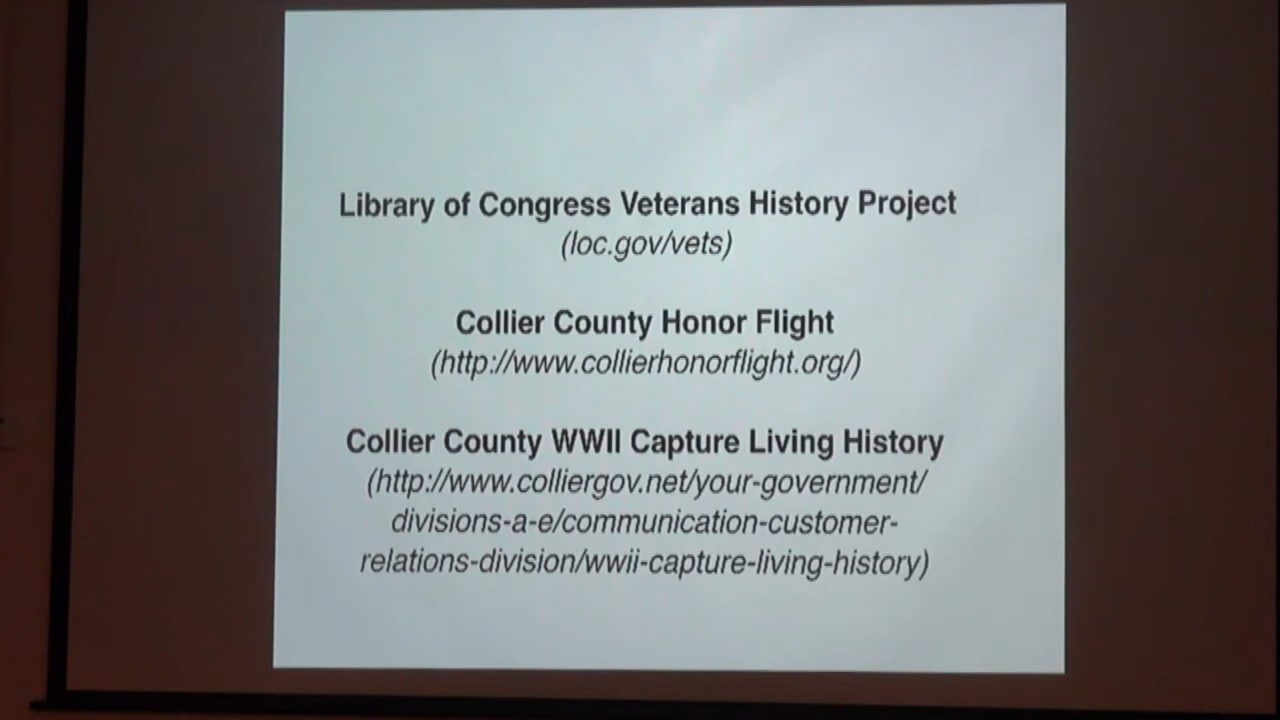 Library of Congress Veterans History Project
(loc.gov/vets)
Collier County Honor Flight
(http://www.collierhonorflight.org/)
Collier County WWII Capture Living History
(http://www.colliergov.net/your-government/
divisions-a-e/communication-customer-
relations-division/wwii-capture-living-history)